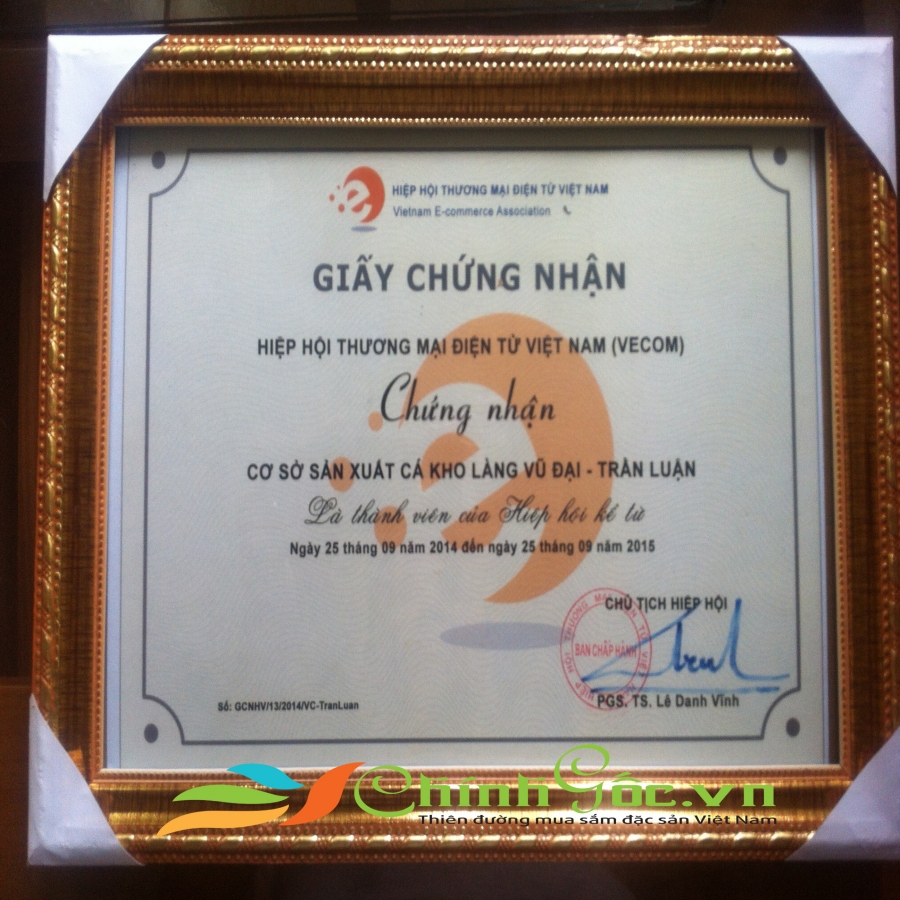 HIỆP HỘI THƯƠNG MẠI ĐIỆN TỬ VIỆT NAM
Vietnam E-commerce Association
GIẤY CHỨNG NHẬN
HIỆP HỘI THƯƠNG MẠI ĐIỆN TỬ VIỆT NAM (VECOM)
Chứng nhận
CƠ SỞ SẢN XUẤT CÁ KHO LÀNG VŨ ĐẠI - TRẦN LUẬN
Là thành viên của Hiệp hội kể từ
Ngày 25 tháng 09 năm 2014 đến ngày 25 tháng 09 năm 2015
CHỦ TỊCH HIỆP HỘI
BAN CHẤP HÀNH
PGS. TS. Lê Danh Vĩnh
Số: GCNHV/13/2014/VC-TranLuan
ChínhGốc.vn
Thiên đường mua sắm đặc sản Việt Nam